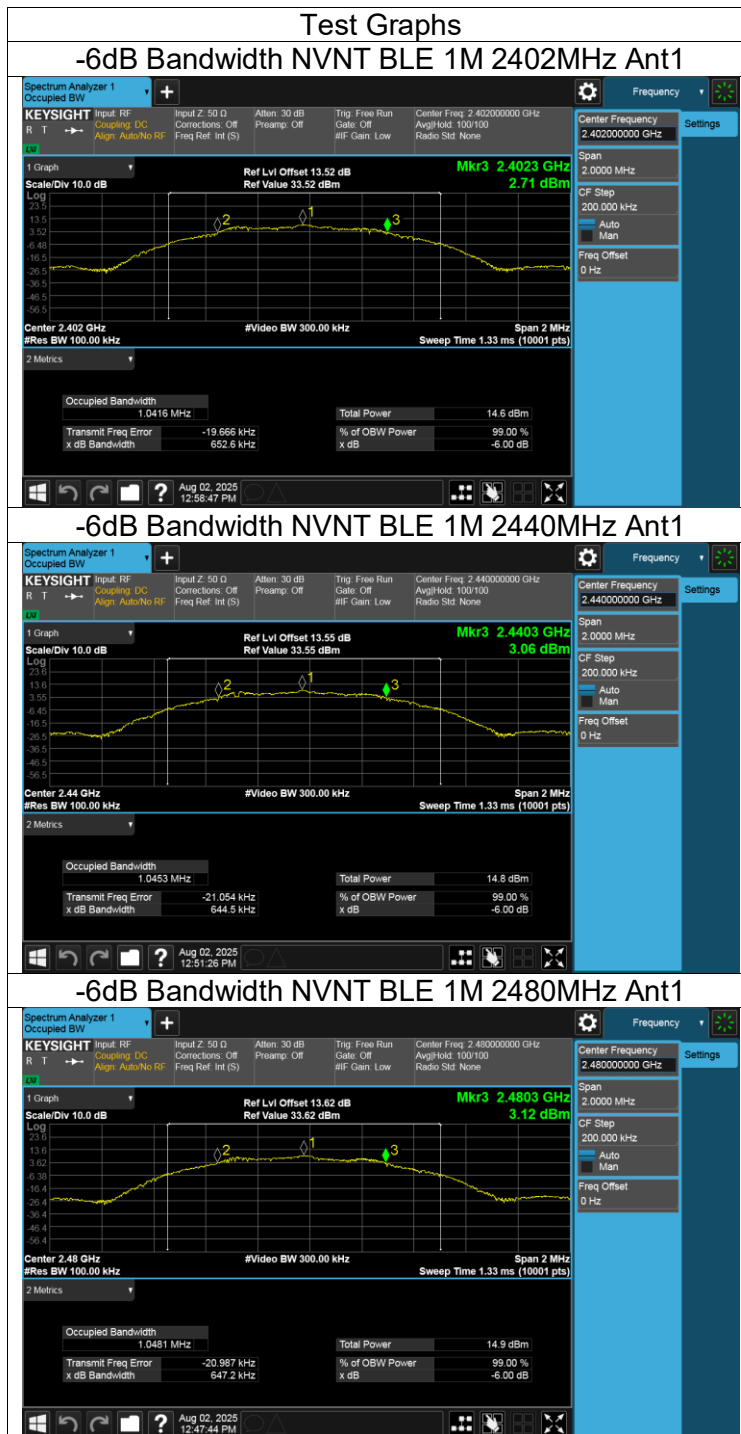 Test Graphs
-6dB Bandwidth NVNT BLE 1M 2402MHz Ant1
Spectrum Analyzer 1
Occupied BW
+
Frequency
KEYSIGHT Input: RF Input Z: 50 Ω Atten: 30 dB Trig: Free Run Center Freq: 2.402000000 GHz
R T Coupling: DC Corrections: Off Preamp: Off Gate: Off Avg|Hold: 100/100
Align: Auto/No RF Freq Ref: Int (S) #IF Gain: Low Radio Std: None
LXI
Center Frequency
2.402000000 GHz
Settings
Span
2.0000 MHz
CF Step
200.000 kHz
Auto
Man
Freq Offset
0 Hz
1 Graph Ref Lvl Offset 13.52 dB Mkr3 2.4023 GHz
Scale/Div 10.0 dB Ref Value 33.52 dBm 2.71 dBm
Log
23.5
13.5
3.52
-6.48
-16.5
-26.5
-36.5
-46.5
-56.5
2 1 3
Center 2.402 GHz #Video BW 300.00 kHz Span 2 MHz
#Res BW 100.00 kHz Sweep Time 1.33 ms (10001 pts)
2 Metrics
Occupied Bandwidth
1.0416 MHz Total Power 14.6 dBm
Transmit Freq Error -19.666 kHz % of OBW Power 99.00 %
x dB Bandwidth 652.6 kHz x dB -6.00 dB
? Aug 02, 2025
12:58:47 PM
-6dB Bandwidth NVNT BLE 1M 2440MHz Ant1
Spectrum Analyzer 1
Occupied BW
+
Frequency
KEYSIGHT Input: RF Input Z: 50 Ω Atten: 30 dB Trig: Free Run Center Freq: 2.440000000 GHz
R T Coupling: DC Corrections: Off Preamp: Off Gate: Off Avg|Hold: 100/100
Align: Auto/No RF Freq Ref: Int (S) #IF Gain: Low Radio Std: None
LXI
Center Frequency
2.440000000 GHz
Settings
Span
2.0000 MHz
CF Step
200.000 kHz
Auto
Man
Freq Offset
0 Hz
1 Graph Ref Lvl Offset 13.55 dB Mkr3 2.4403 GHz
Scale/Div 10.0 dB Ref Value 33.55 dBm 3.06 dBm
Log
23.6
13.6
3.55
-6.45
-16.5
-26.5
-36.5
-46.5
-56.5
2 1 3
Center 2.44 GHz #Video BW 300.00 kHz Span 2 MHz
#Res BW 100.00 kHz Sweep Time 1.33 ms (10001 pts)
2 Metrics
Occupied Bandwidth
1.0453 MHz Total Power 14.8 dBm
Transmit Freq Error -21.054 kHz % of OBW Power 99.00 %
x dB Bandwidth 644.5 kHz x dB -6.00 dB
? Aug 02, 2025
12:51:26 PM
-6dB Bandwidth NVNT BLE 1M 2480MHz Ant1
Spectrum Analyzer 1
Occupied BW
+
Frequency
KEYSIGHT Input: RF Input Z: 50 Ω Atten: 30 dB Trig: Free Run Center Freq: 2.480000000 GHz
R T Coupling: DC Corrections: Off Preamp: Off Gate: Off Avg|Hold: 100/100
Align: Auto/No RF Freq Ref: Int (S) #IF Gain: Low Radio Std: None
LXI
Center Frequency
2.480000000 GHz
Settings
Span
2.0000 MHz
CF Step
200.000 kHz
Auto
Man
Freq Offset
0 Hz
1 Graph Ref Lvl Offset 13.62 dB Mkr3 2.4803 GHz
Scale/Div 10.0 dB Ref Value 33.62 dBm 3.12 dBm
Log
23.6
13.6
3.62
-6.38
-16.4
-26.4
-36.4
-46.4
-56.4
2 1 3
Center 2.48 GHz #Video BW 300.00 kHz Span 2 MHz
#Res BW 100.00 kHz Sweep Time 1.33 ms (10001 pts)
2 Metrics
Occupied Bandwidth
1.0481 MHz Total Power 14.9 dBm
Transmit Freq Error -20.987 kHz % of OBW Power 99.00 %
x dB Bandwidth 647.2 kHz x dB -6.00 dB
? Aug 02, 2025
12:47:44 PM